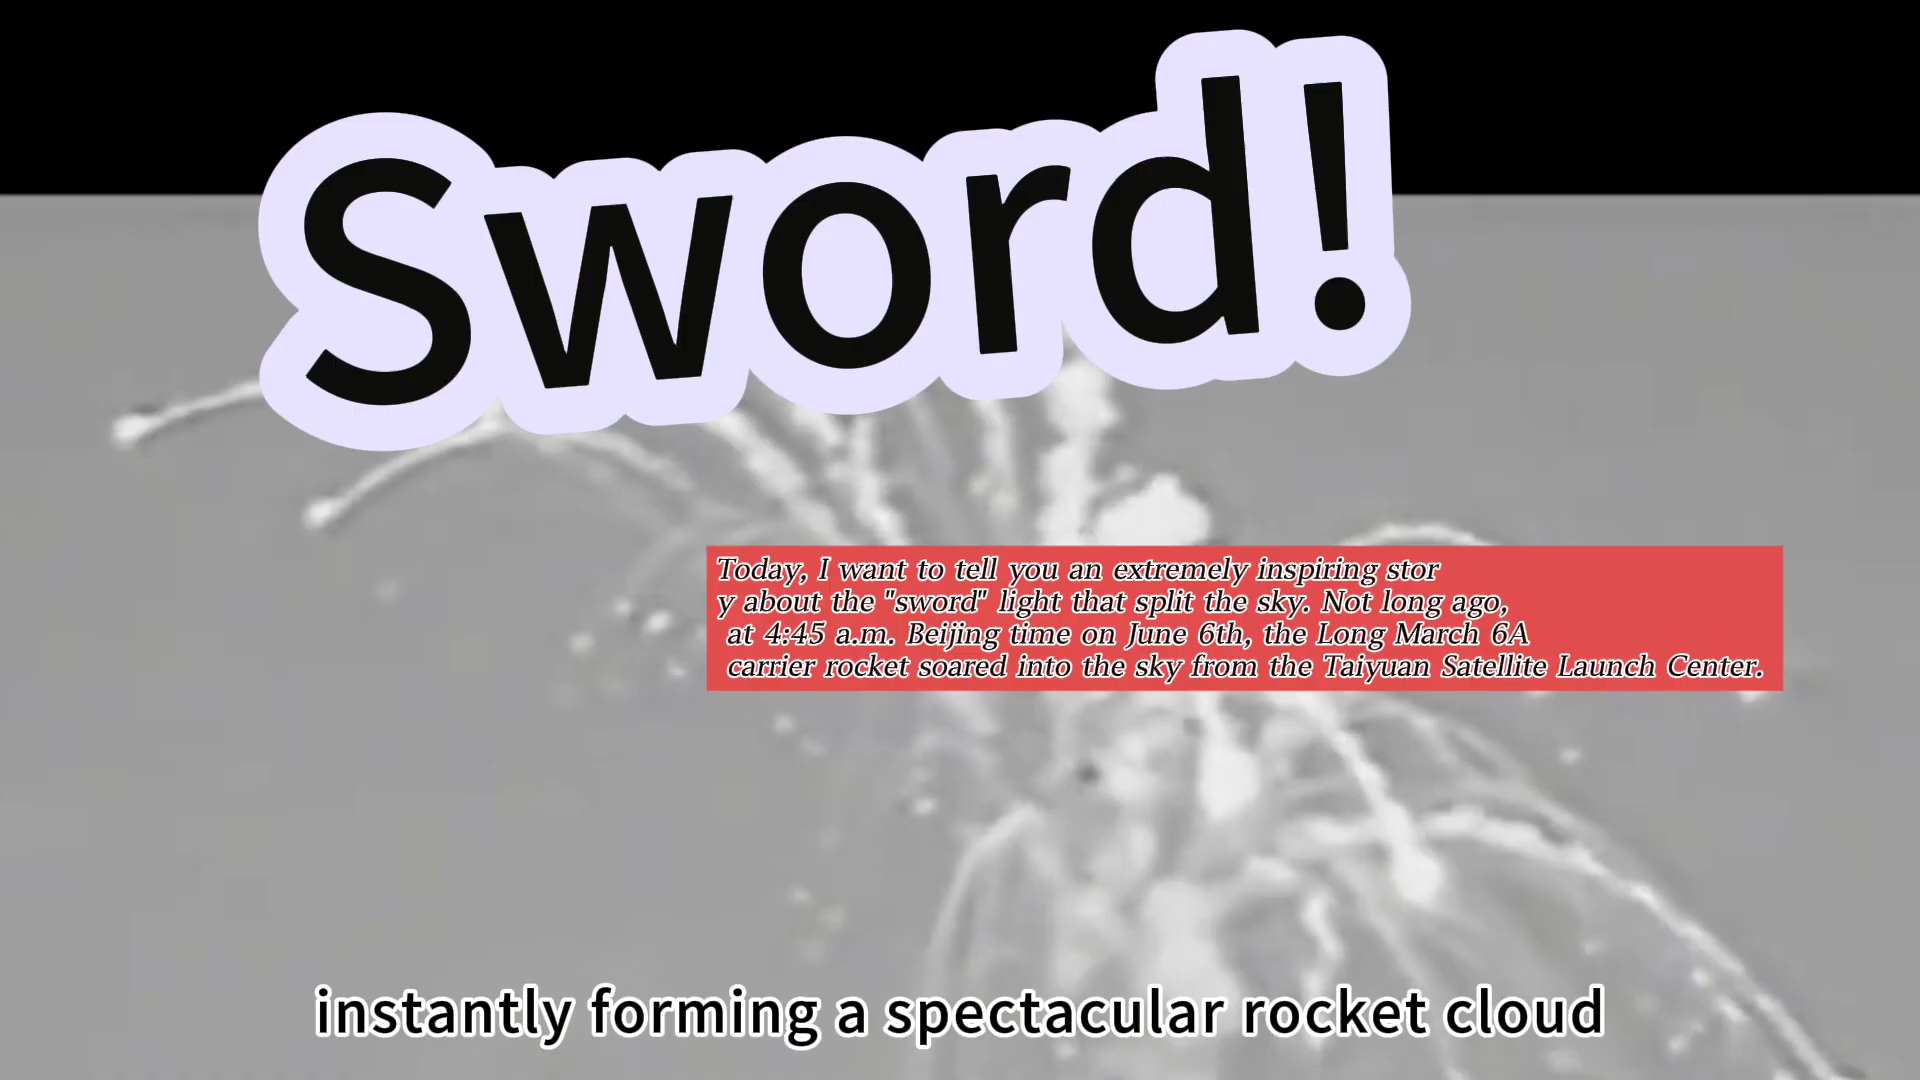 Sword!
Today, I want to tell you an extremely inspiring stor
y about the "sword" light that split the sky. Not long ago,
at 4:45 a.m. Beijing time on June 6th, the Long March 6A
carrier rocket soared into the sky from the Taiyuan Satellite Launch Center.
instantly forming a spectacular rocket cloud